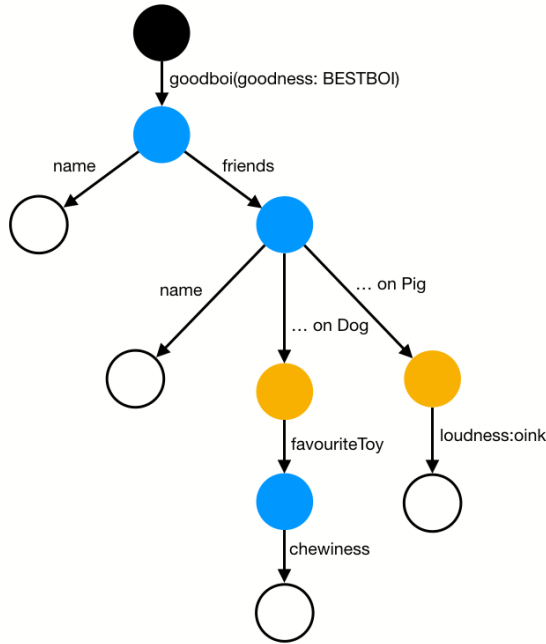 goodboi(goodness: BESTBOI)
name
friends
name
... on Pig
... on Dog
favouriteToy
loudness:oink
chewiness